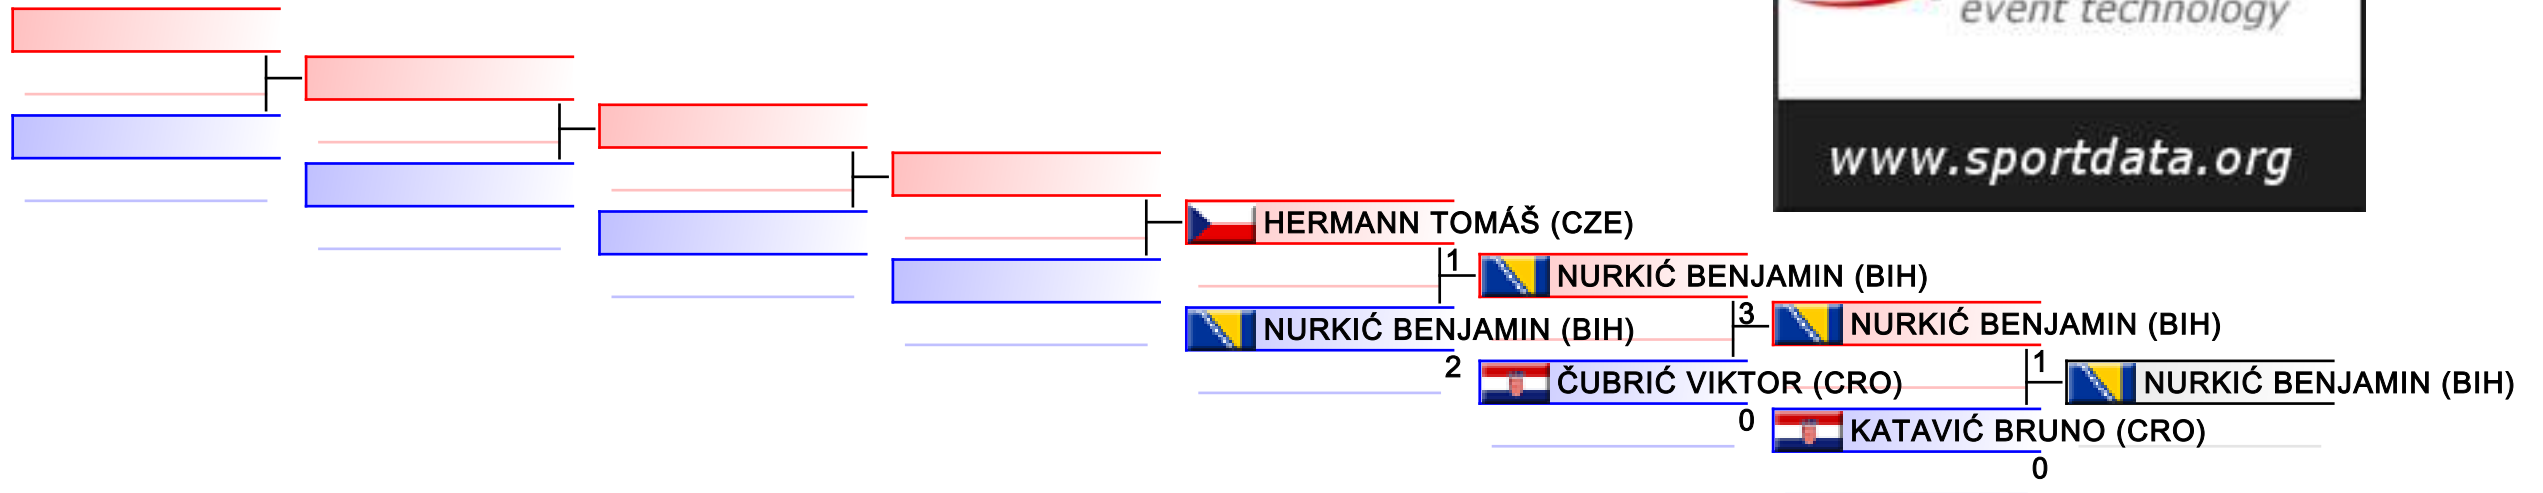 event technology
www.sportdata.org
HERMANN TOMÁŠ (CZE)
1
NURKIĆ BENJAMIN (BIH)
2
NURKIĆ BENJAMIN (BIH)
3
ČUBRIĆ VIKTOR (CRO)
0
NURKIĆ BENJAMIN (BIH)
1
KATAVIĆ BRUNO (CRO)
0
NURKIĆ BENJAMIN (BIH)